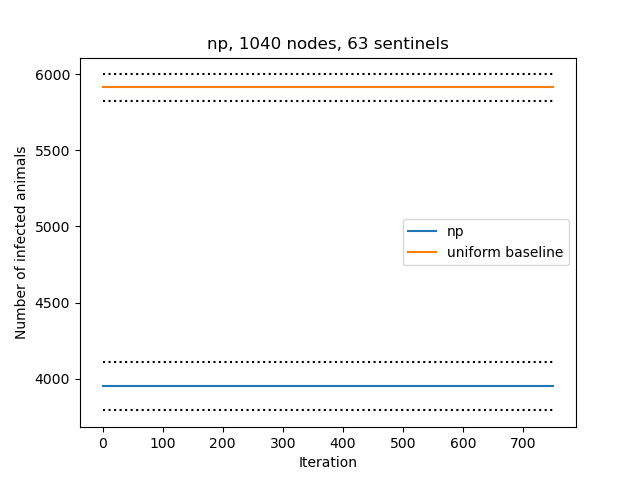 np, 1040 nodes, 63 sentinels
6000
5500
5000
4500
4000
Number of infected animals
np
uniform baseline
0 100 200 300 400 500 600 700
Iteration